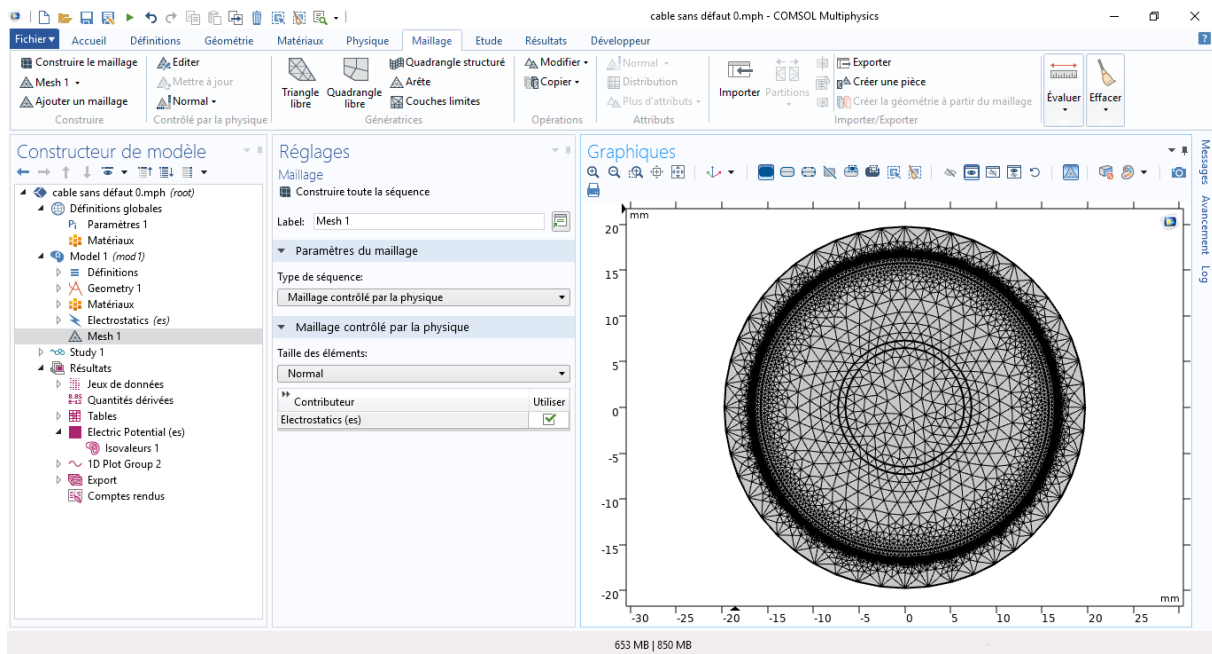 cable sans défaut 0.mph - COMSOL Multiphysics
Fichier Accueil Définitions Géométrie Matériaux Physique Maillage Etude Résultats Développeur
Construire le maillage
Mesh 1
Ajouter un maillage
Construire
Editer
Mettre à jour
Normal
Contrôlé par la physique
Triangle libre
Quadrangle libre
Quadrangle structuré
Arête
Couches limites
Génératrices
Modifier
Copier
Opérations
Normal
Distribution
Plus d'attributs
Attributs
Importer
Partitions
Exporter
Créer une pièce
Créer la géométrie à partir du maillage
Importer/Exporter
Évaluer
Effacer
Constructeur de modèle
cable sans défaut 0.mph (root)
Définitions globales
Pi Paramètres 1
Matériaux
Model 1 (mod1)
Définitions
Geometry 1
Matériaux
Electrostatics (es)
Mesh 1
Study 1
Résultats
Jeux de données
8.85
e-12 Quantités dérivées
Tables
Electric Potential (es)
Isovaleurs 1
1D Plot Group 2
Export
Comptes rendus
Réglages
Maillage
Construire toute la séquence
Label: Mesh 1
Paramètres du maillage
Type de séquence:
Maillage contrôlé par la physique
Maillage contrôlé par la physique
Taille des éléments:
Normal
Contributeur Utiliser
Electrostatics (es)
Graphiques
mm
20
15
10
5
0
-5
-10
-15
-20
mm
-30 -25 -20 -15 -10 -5 0 5 10 15 20 25
Messages Avancement Log
653 MB | 850 MB